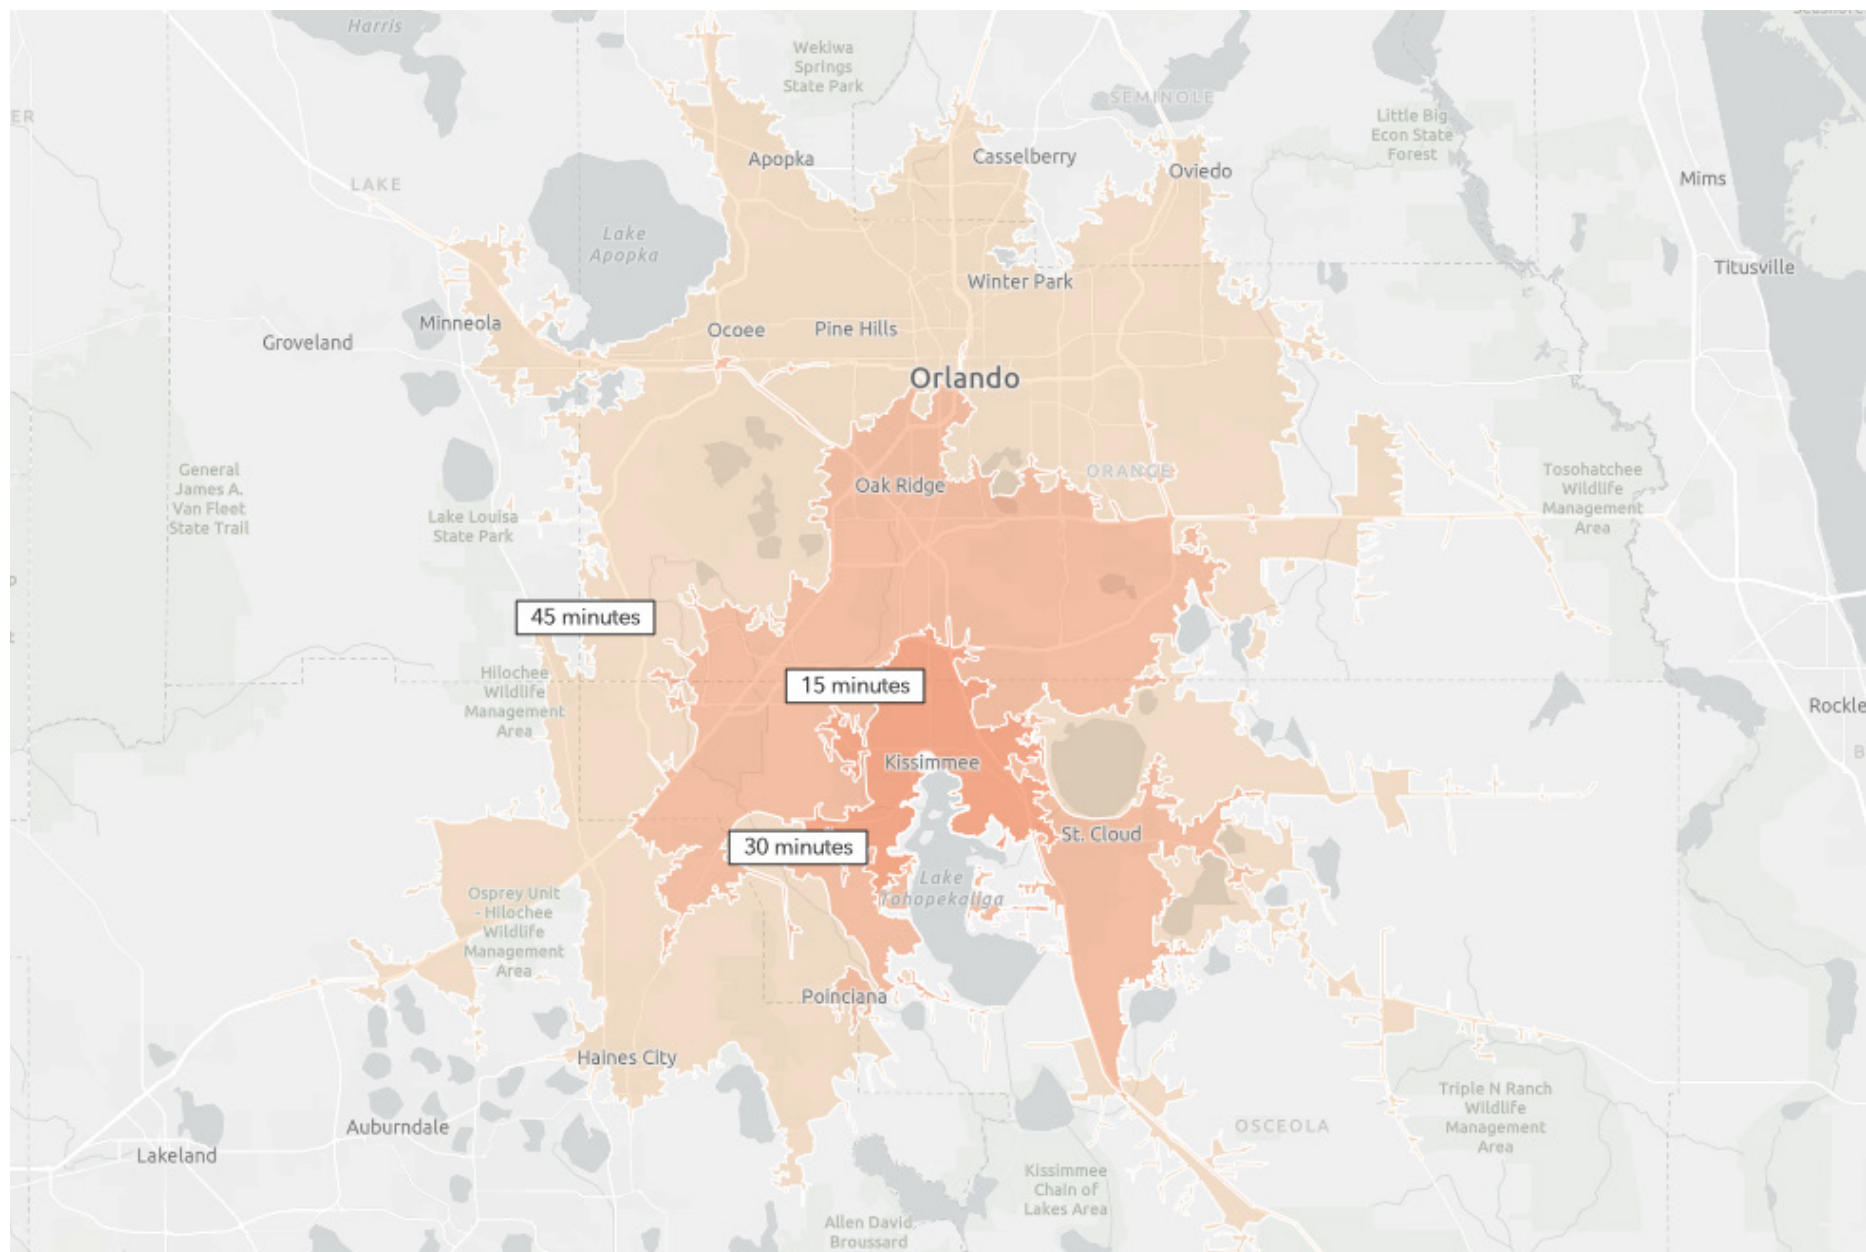 Harris
Wekiwa
Springs
State Park
SEMINOLE
ER
Little Big
Econ State
Forest
Apopka
Casselberry
Oviedo
Mims
LAKE
Lake
Apopka
Titusville
Winter Park
Minneola
Groveland
Ocoee
Pine Hills
Orlando
General
James A.
Van Fleet
State Trail
Lake Louisa
State Park
Oak Ridge
ORANGE
Tosohatchee
Wildlife
Management
Area
45 minutes
15 minutes
Hilochee
Wildlife
Management
Area
Rockle
B
Kissimmee
30 minutes
St. Cloud
Lake
Tohopekaliga
Osprey Unit
- Hilochee
Wildlife
Management
Area
Poinciana
Haines City
Auburndale
Lakeland
OSCEOLA
Triple N Ranch
Wildlife
Management
Area
Kissimmee
Chain of
Lakes Area
Allen David
Broussard